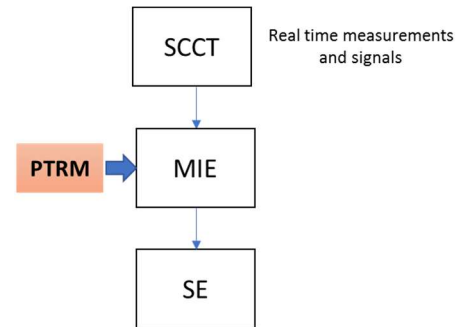 SCCT
Real time measurements
and signals
PTRM
MIE
SE